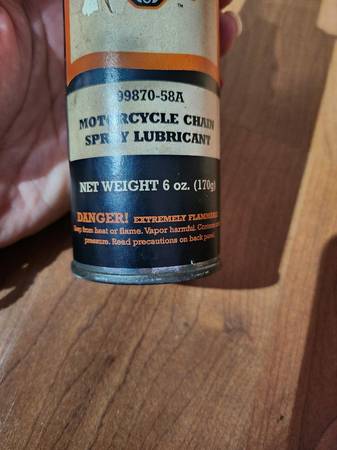 ™
99870-58A
MOTORCYCLE CHAIN
SPRAY LUBRICANT
NET WEIGHT 6 oz. (170g)
DANGER! EXTREMELY FLAMMABLE
Keep from heat or flame. Vapor harmful. Contents
pressure. Read precautions on back panel.